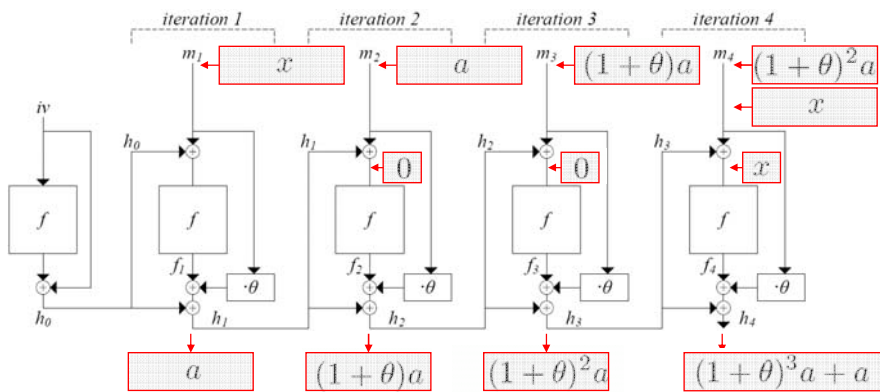 iteration 1 iteration 2 iteration 3 iteration 4
m₁ x m₂ a m₃ (1 + θ)a m₄ (1 + θ)²a
x
iv
h₀ h₁ h₂ h₃
0 0 x
f f f f f
f₁ f₂ f₃ f₄
·θ ·θ ·θ ·θ
h₀ h₁ h₂ h₃ h₄
a (1 + θ)a (1 + θ)²a (1 + θ)³a + a